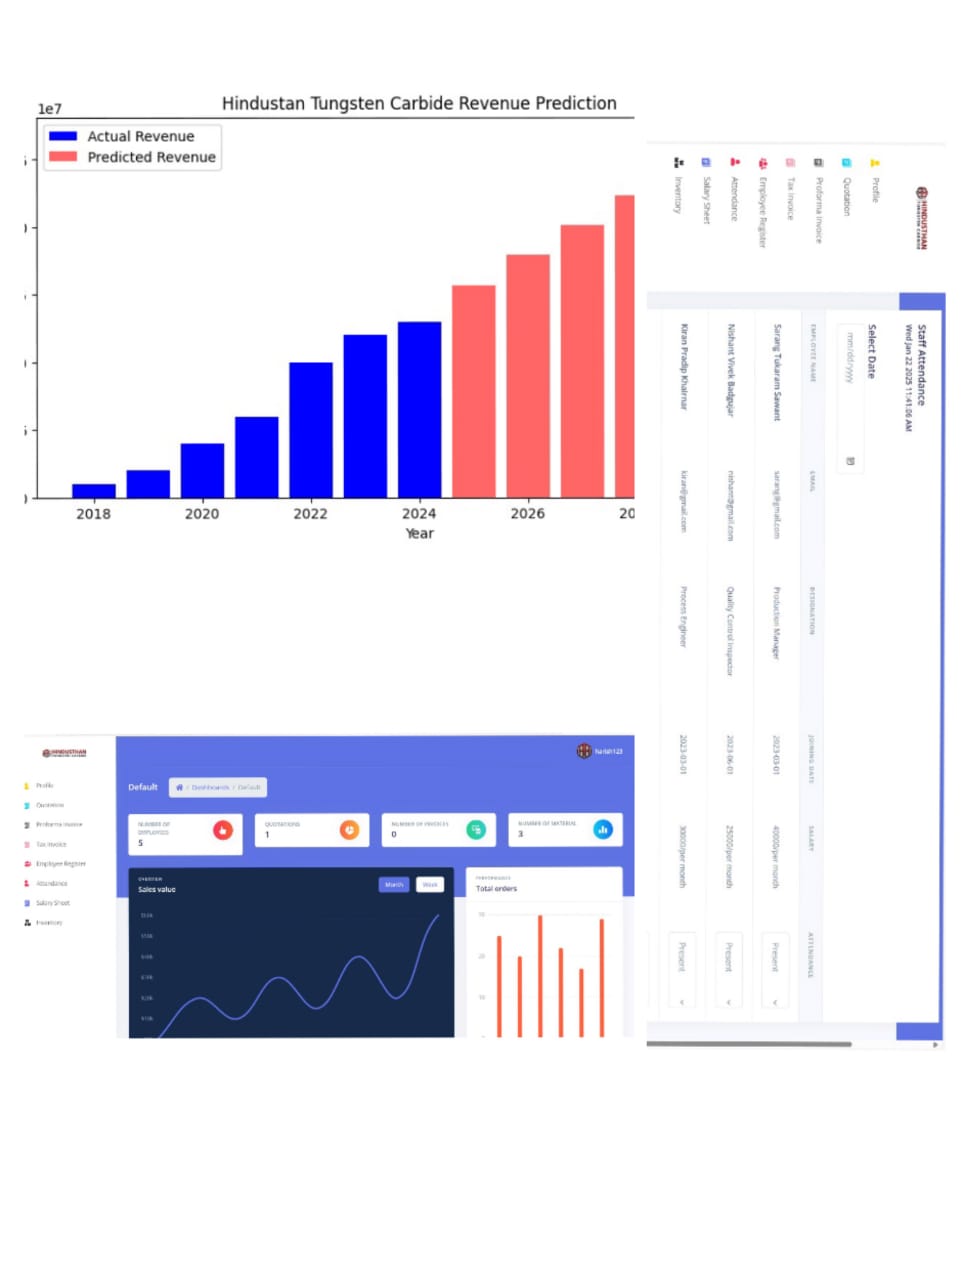 Hindustan Tungsten Carbide Revenue Prediction
1e7
Actual Revenue
Predicted Revenue
2018 2020 2022 2024 2026 20
Year
HINDUSTHAN
TUNGSTEN CARBIDE
Profile
Quotation
Proforma Invoice
Tax Invoice
Employee Register
Attendance
Salary Sheet
Inventory
Staff Attendance
Wed Jan 22 2025 11:41:06 AM
Select Date
mm/dd/yyyy
EMPLOYEE NAME EMAIL DESIGNATION JOINING DATE SALARY ATTENDANCE
Sarang Tukaram Sawant sarang@gmail.com Production Manager 2023-03-01 40000/per month Present
Nishant Vivek Badgujar nishant@gmail.com Quality Control Inspector 2023-06-01 25000/per month Present
Kiran Pradip Khairnar kiran@gmail.com Process Engineer 2023-03-01 30000/per month Present
HINDUSTHAN
TUNGSTEN CARBIDE
harish123
Profile
Quotation
Proforma Invoice
Tax Invoice
Employee Register
Attendance
Salary Sheet
Inventory
Default
/ Dashboards / Default
NUMBER OF EMPLOYEES
5
QUOTATIONS
1
NUMBER OF INVOICES
0
NUMBER OF MATERIAL
3
OVERVIEW
Sales value
Month Week
PERFORMANCE
Total orders
30
20
10